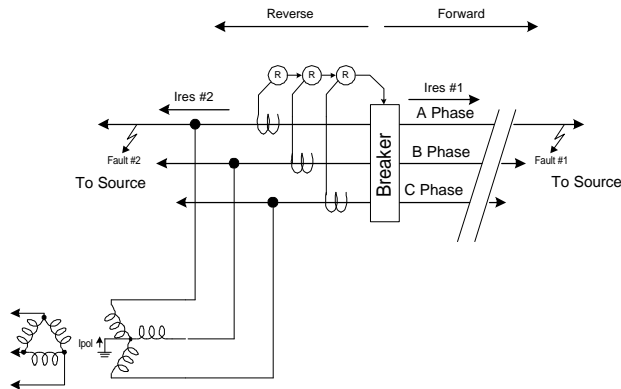 Reverse Forward
R R R
Ires #2 Ires #1
A Phase
Fault #2 B Phase Fault #1
To Source Breaker To Source
C Phase
Ipol